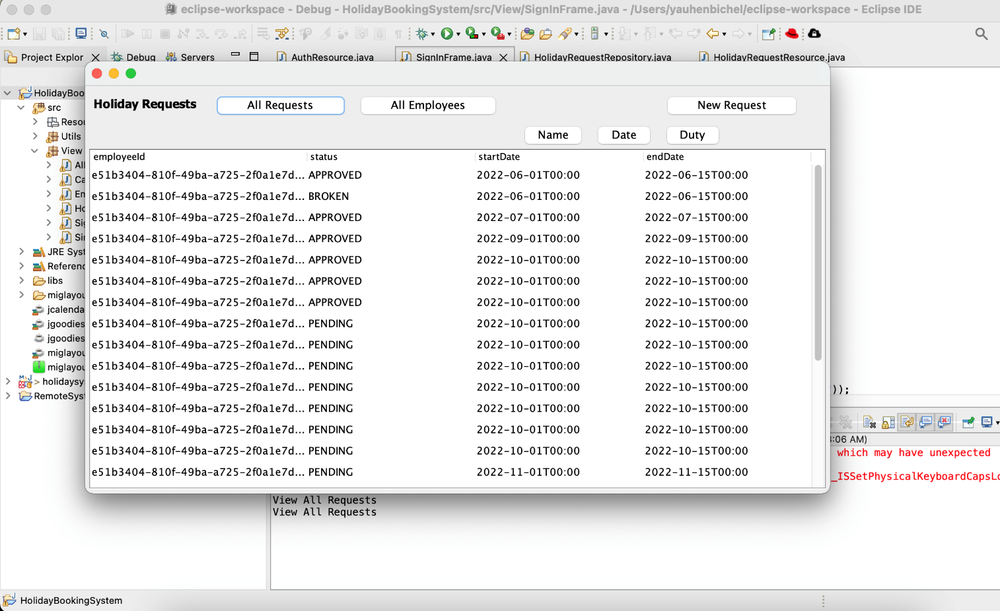 eclipse-workspace - Debug - HolidayBookingSystem/src/View/SignInFrame.java - /Users/yauhenbichel/eclipse-workspace - Eclipse IDE
Project Explor
Debug
Servers
AuthResource.java
SignInFrame.java
HolidayRequestRepository.java
HolidayRequestResource.java
HolidayBoo
src
Resou
Utils
View
All
Ca
Em
Ho
Sig
Sin
JRE Syst
Referenc
libs
miglayou
jcalenda
jgoodies
jgoodies
miglayou
miglayou
> holidaysy
RemoteSyst
Holiday Requests
All Requests
All Employees
New Request
Name
Date
Duty
employeeId status startDate endDate
e51b3404-810f-49ba-a725-2f0a1e7d... APPROVED 2022-06-01T00:00 2022-06-15T00:00
e51b3404-810f-49ba-a725-2f0a1e7d... BROKEN 2022-06-01T00:00 2022-06-15T00:00
e51b3404-810f-49ba-a725-2f0a1e7d... APPROVED 2022-07-01T00:00 2022-07-15T00:00
e51b3404-810f-49ba-a725-2f0a1e7d... APPROVED 2022-09-01T00:00 2022-09-15T00:00
e51b3404-810f-49ba-a725-2f0a1e7d... APPROVED 2022-10-01T00:00 2022-10-15T00:00
e51b3404-810f-49ba-a725-2f0a1e7d... APPROVED 2022-10-01T00:00 2022-10-15T00:00
e51b3404-810f-49ba-a725-2f0a1e7d... APPROVED 2022-10-01T00:00 2022-10-15T00:00
e51b3404-810f-49ba-a725-2f0a1e7d... PENDING 2022-10-01T00:00 2022-10-15T00:00
e51b3404-810f-49ba-a725-2f0a1e7d... PENDING 2022-10-01T00:00 2022-10-15T00:00
e51b3404-810f-49ba-a725-2f0a1e7d... PENDING 2022-10-01T00:00 2022-10-15T00:00
e51b3404-810f-49ba-a725-2f0a1e7d... PENDING 2022-10-01T00:00 2022-10-15T00:00
e51b3404-810f-49ba-a725-2f0a1e7d... PENDING 2022-10-01T00:00 2022-10-15T00:00
e51b3404-810f-49ba-a725-2f0a1e7d... PENDING 2022-10-01T00:00 2022-10-15T00:00
e51b3404-810f-49ba-a725-2f0a1e7d... PENDING 2022-10-01T00:00 2022-10-15T00:00
e51b3404-810f-49ba-a725-2f0a1e7d... PENDING 2022-11-01T00:00 2022-11-15T00:00
));
:06 AM)
which may have unexpected
_ISSetPhysicalKeyboardCapsLo
View All Requests
View All Requests
HolidayBookingSystem